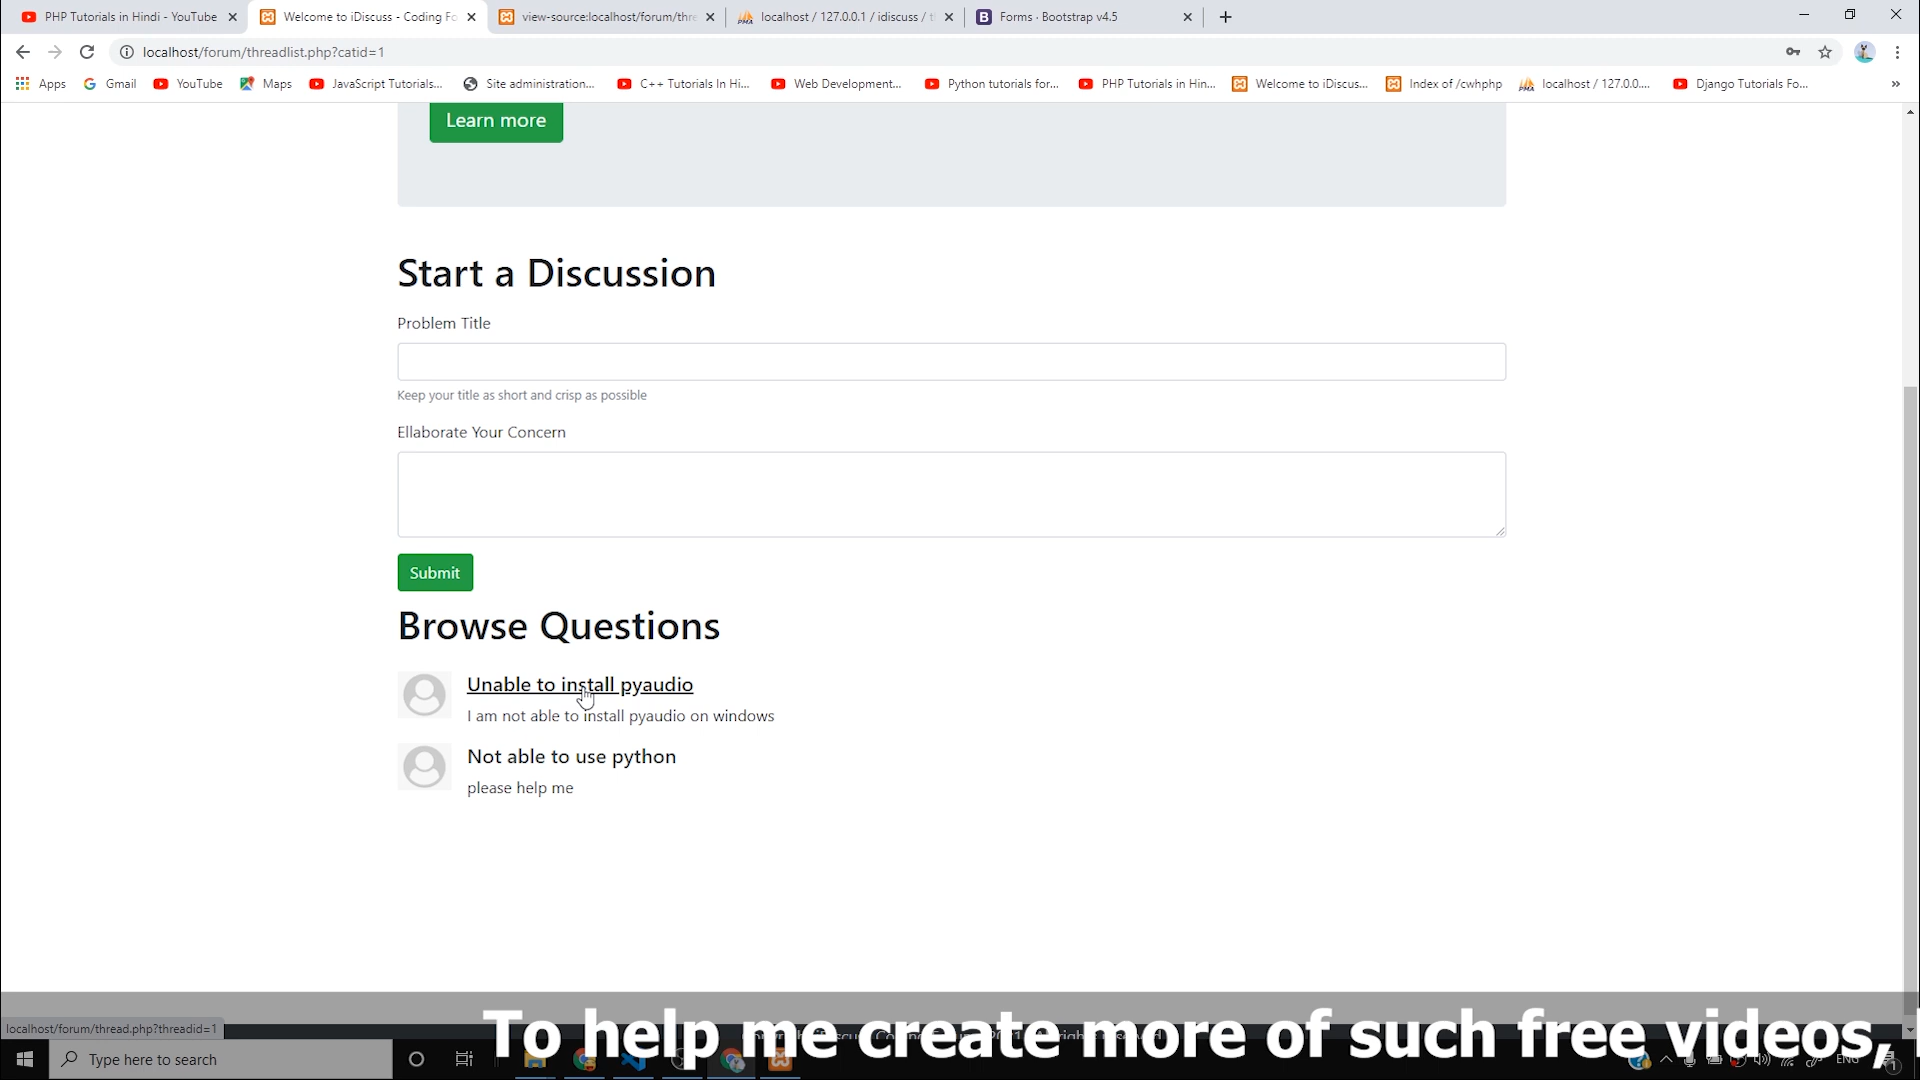 PHP Tutorials in Hindi - YouTube
Welcome to iDiscuss - Coding Fo
view-source:localhost/forum/thre
localhost / 127.0.0.1 / idiscuss / t
Forms · Bootstrap v4.5
localhost/forum/threadlist.php?catid=1
Apps
Gmail
YouTube
Maps
JavaScript Tutorials...
Site administration...
C++ Tutorials In Hi...
Web Development...
Python tutorials for...
PHP Tutorials in Hin...
Welcome to iDiscus...
Index of /cwhphp
localhost / 127.0.0....
Django Tutorials Fo...
»
Learn more
Start a Discussion
Problem Title
Keep your title as short and crisp as possible
Ellaborate Your Concern
Submit
Browse Questions
Unable to install pyaudio
I am not able to install pyaudio on windows
Not able to use python
please help me
localhost/forum/thread.php?threadid=1
To help me create more of such free videos,
Type here to search
ENG